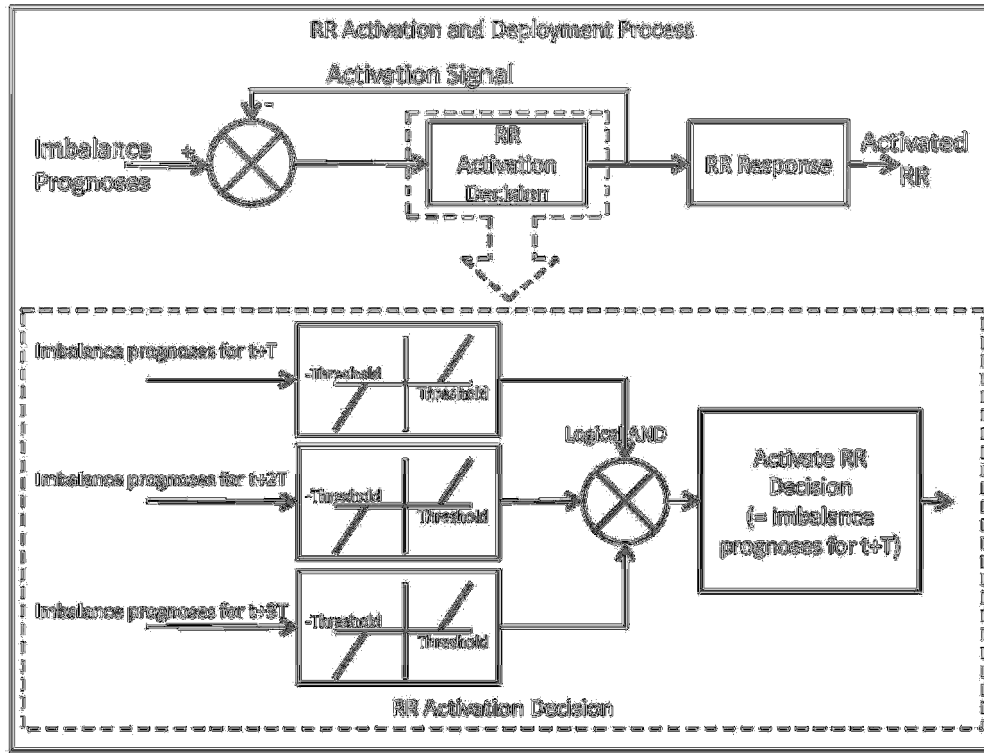 RR Activation and Deployment Process
Activation Signal
-
Imbalance
Prognoses
+
RR
Activation
Decision
RR Response
Activated
RR
Imbalance prognoses for t+T
-Threshold
Threshold
Imbalance prognoses for t+2T
-Threshold
Threshold
Imbalance prognoses for t+3T
-Threshold
Threshold
Logical AND
Activate RR
Decision
(= imbalance
prognoses for t+T)
RR Activation Decision